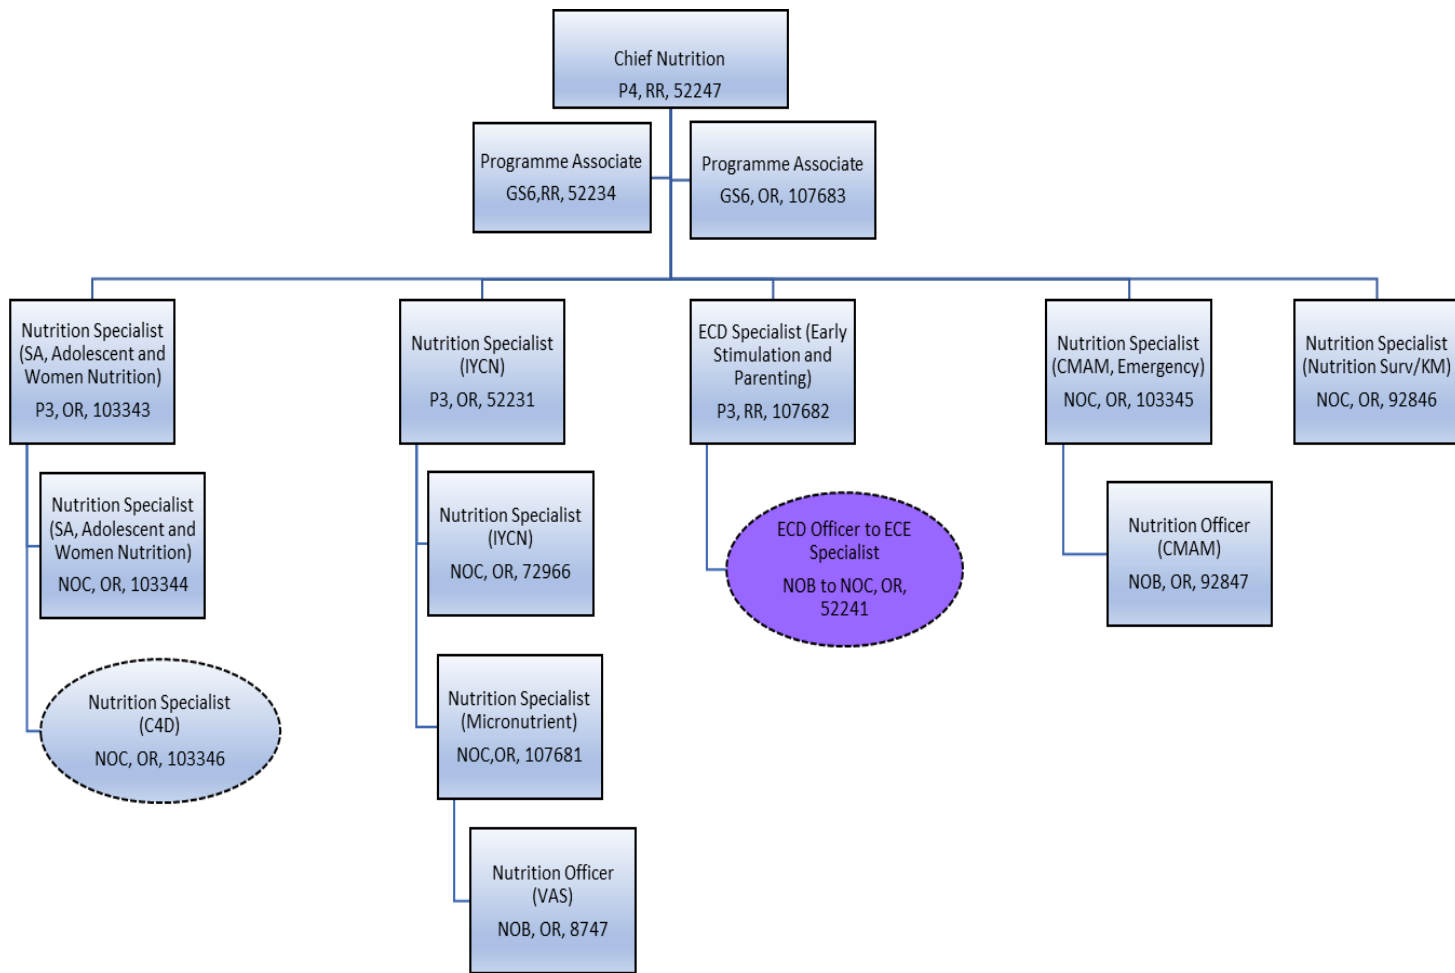 Chief Nutrition
P4, RR, 52247
Programme Associate
GS6,RR, 52234
Programme Associate
GS6, OR, 107683
Nutrition Specialist
(SA, Adolescent and
Women Nutrition)
P3, OR, 103343
Nutrition Specialist
(IYCN)
P3, OR, 52231
ECD Specialist (Early
Stimulation and
Parenting)
P3, RR, 107682
Nutrition Specialist
(CMAM, Emergency)
NOC, OR, 103345
Nutrition Specialist
(Nutrition Surv/KM)
NOC, OR, 92846
Nutrition Specialist
(SA, Adolescent and
Women Nutrition)
NOC, OR, 103344
Nutrition Specialist
(IYCN)
NOC, OR, 72966
ECD Officer to ECE
Specialist
NOB to NOC, OR,
52241
Nutrition Officer
(CMAM)
NOB, OR, 92847
Nutrition Specialist
(C4D)
NOC, OR, 103346
Nutrition Specialist
(Micronutrient)
NOC,OR, 107681
Nutrition Officer
(VAS)
NOB, OR, 8747